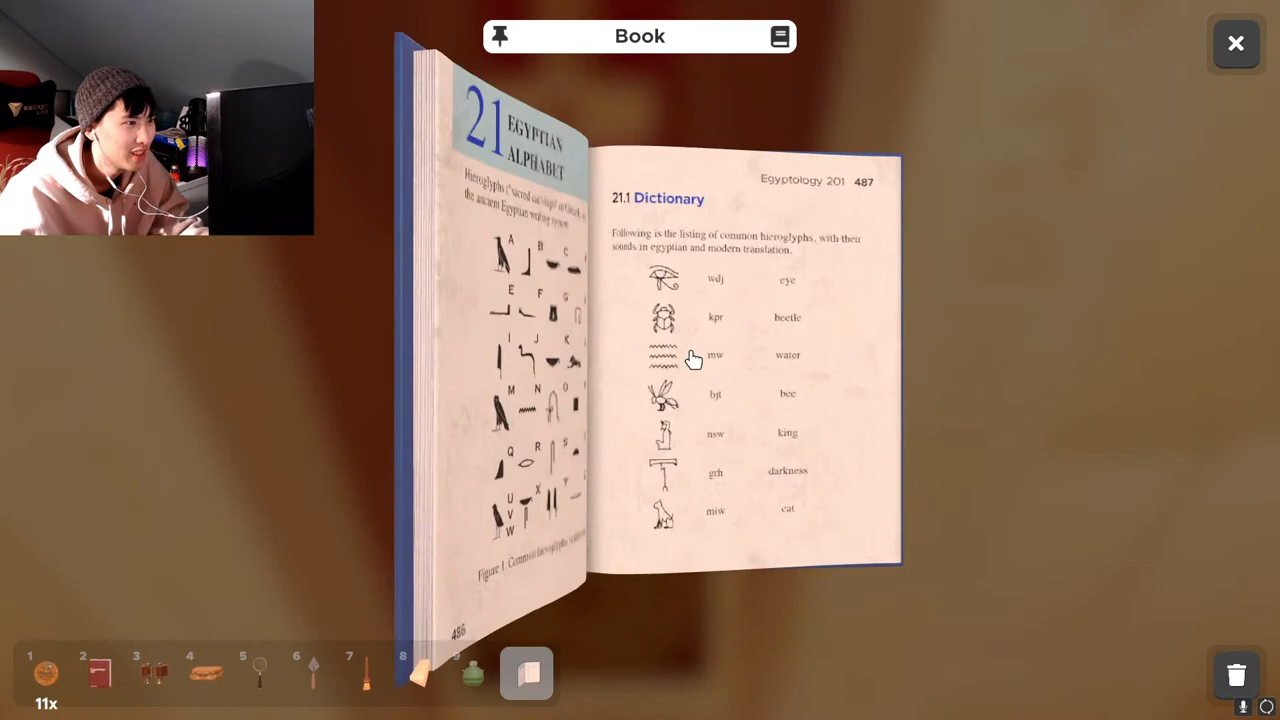 Book
21 EGYPTIAN
ALPHABET
the ancient Egyptian writing system
A B C
E F G
I J K
M N O
Q R S
U X Y
V
W
Figure 1. Common hieroglyphs
486
Egyptology 201 487
21.1 Dictionary
Following is the listing of common hieroglyphs, with their
sounds in egyptian and modern translation.
wdj eye
kpr beetle
mw water
bjt bee
nsw king
grh darkness
miw cat
1 2 3 4 5 6 7 8 9
11x